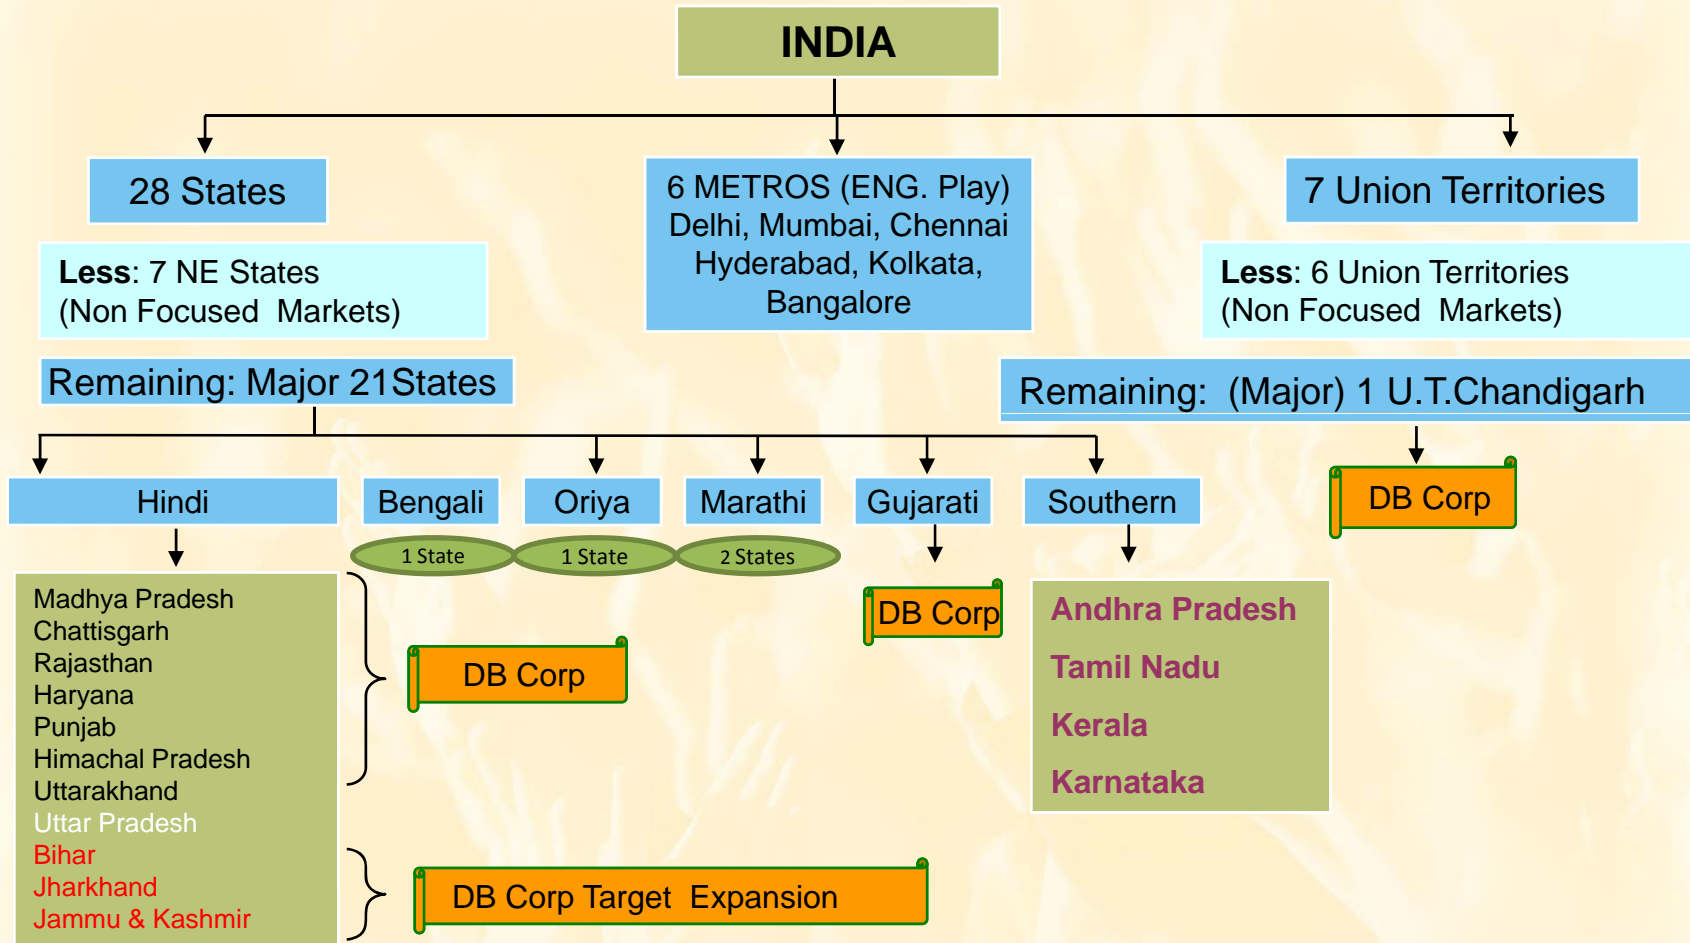 INDIA
28 States
6 METROS (ENG. Play)
Delhi, Mumbai, Chennai
Hyderabad, Kolkata,
Bangalore
7 Union Territories
Less: 7 NE States
(Non Focused Markets)
Less: 6 Union Territories
(Non Focused Markets)
Remaining: Major 21States
Remaining: (Major) 1 U.T.Chandigarh
Hindi
Bengali
Oriya
Marathi
Gujarati
Southern
DB Corp
1 State
1 State
2 States
Madhya Pradesh
Chattisgarh
Rajasthan
Haryana
Punjab
Himachal Pradesh
Uttarakhand
Uttar Pradesh
Bihar
Jharkhand
Jammu & Kashmir
DB Corp
DB Corp Target Expansion
DB Corp
Andhra Pradesh
Tamil Nadu
Kerala
Karnataka